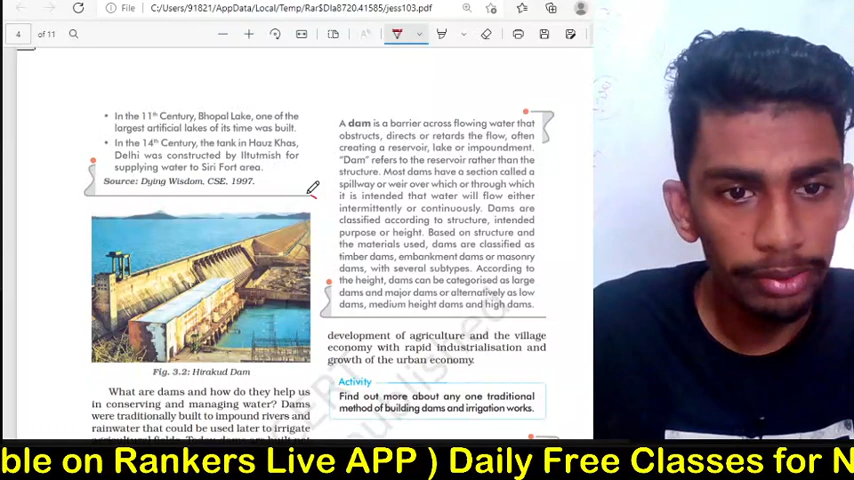 File
C:/Users/91821/AppData/Local/Temp/Rar$DIa8720.41585/jess103.pdf
4 of 11
• In the 11th Century, Bhopal Lake, one of the
largest artificial lakes of its time was built.
• In the 14th Century, the tank in Hauz Khas,
Delhi was constructed by Iltutmish for
supplying water to Siri Fort area.
Source: Dying Wisdom, CSE, 1997.
Fig. 3.2: Hirakud Dam
What are dams and how do they help us
in conserving and managing water? Dams
were traditionally built to impound rivers and
rainwater that could be used later to irrigate
agricultural fields. Today, dams are built not
A dam is a barrier across flowing water that
obstructs, directs or retards the flow, often
creating a reservoir, lake or impoundment.
“Dam” refers to the reservoir rather than the
structure. Most dams have a section called a
spillway or weir over which or through which
it is intended that water will flow either
intermittently or continuously. Dams are
classified according to structure, intended
purpose or height. Based on structure and
the materials used, dams are classified as
timber dams, embankment dams or masonry
dams, with several subtypes. According to
the height, dams can be categorised as large
dams and major dams or alternatively as low
dams, medium height dams and high dams.
development of agriculture and the village
economy with rapid industrialisation and
growth of the urban economy.
Activity
Find out more about any one traditional
method of building dams and irrigation works.
ble on Rankers Live APP ) Daily Free Classes for N